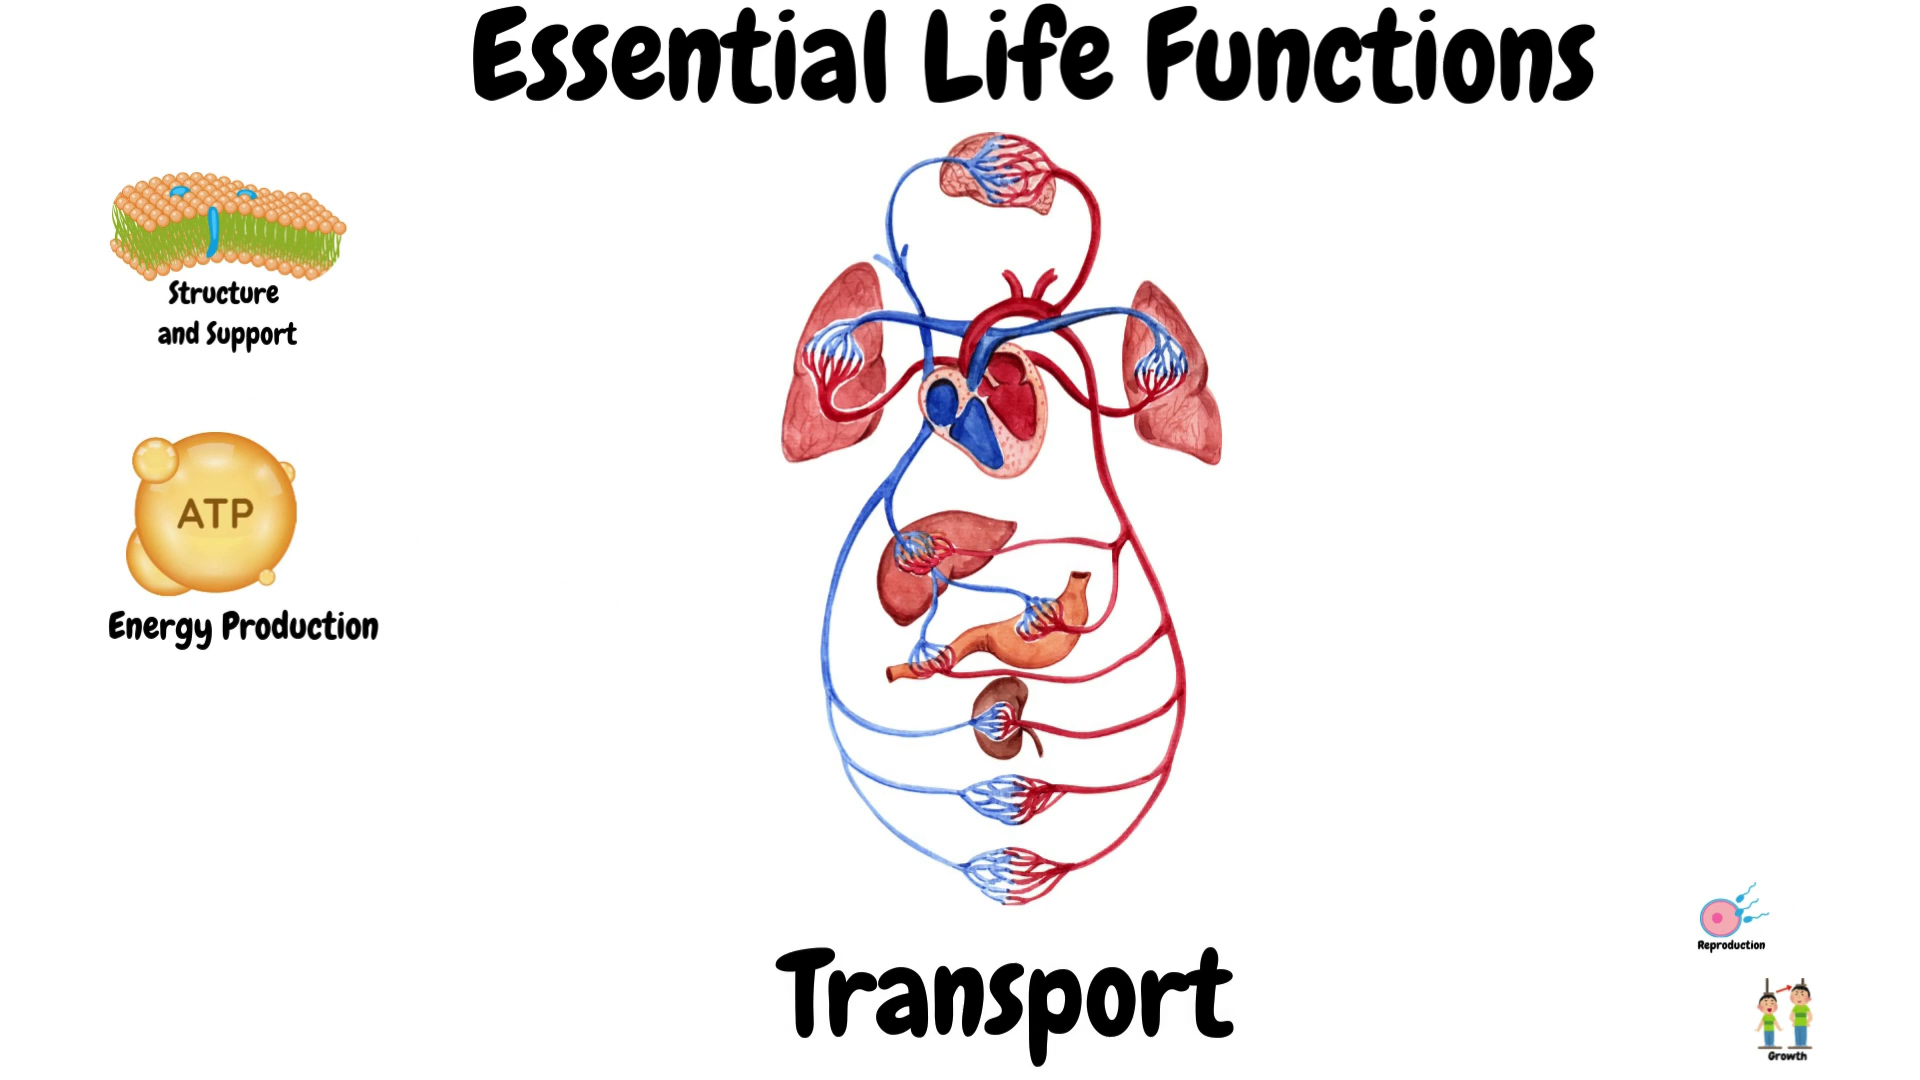 Essential Life Functions
Structure
and Support
ATP
Energy Production
Transport
Reproduction
Growth